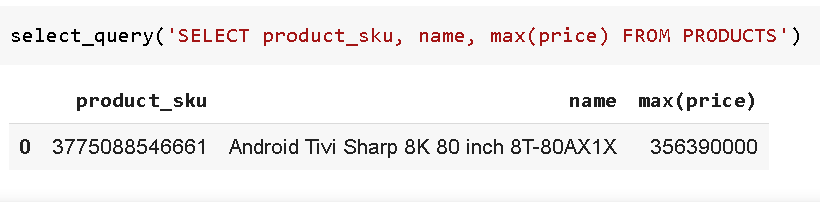 select_query('SELECT product_sku, name, max(price) FROM PRODUCTS')
product_sku name max(price)
0 3775088546661 Android Tivi Sharp 8K 80 inch 8T-80AX1X 356390000